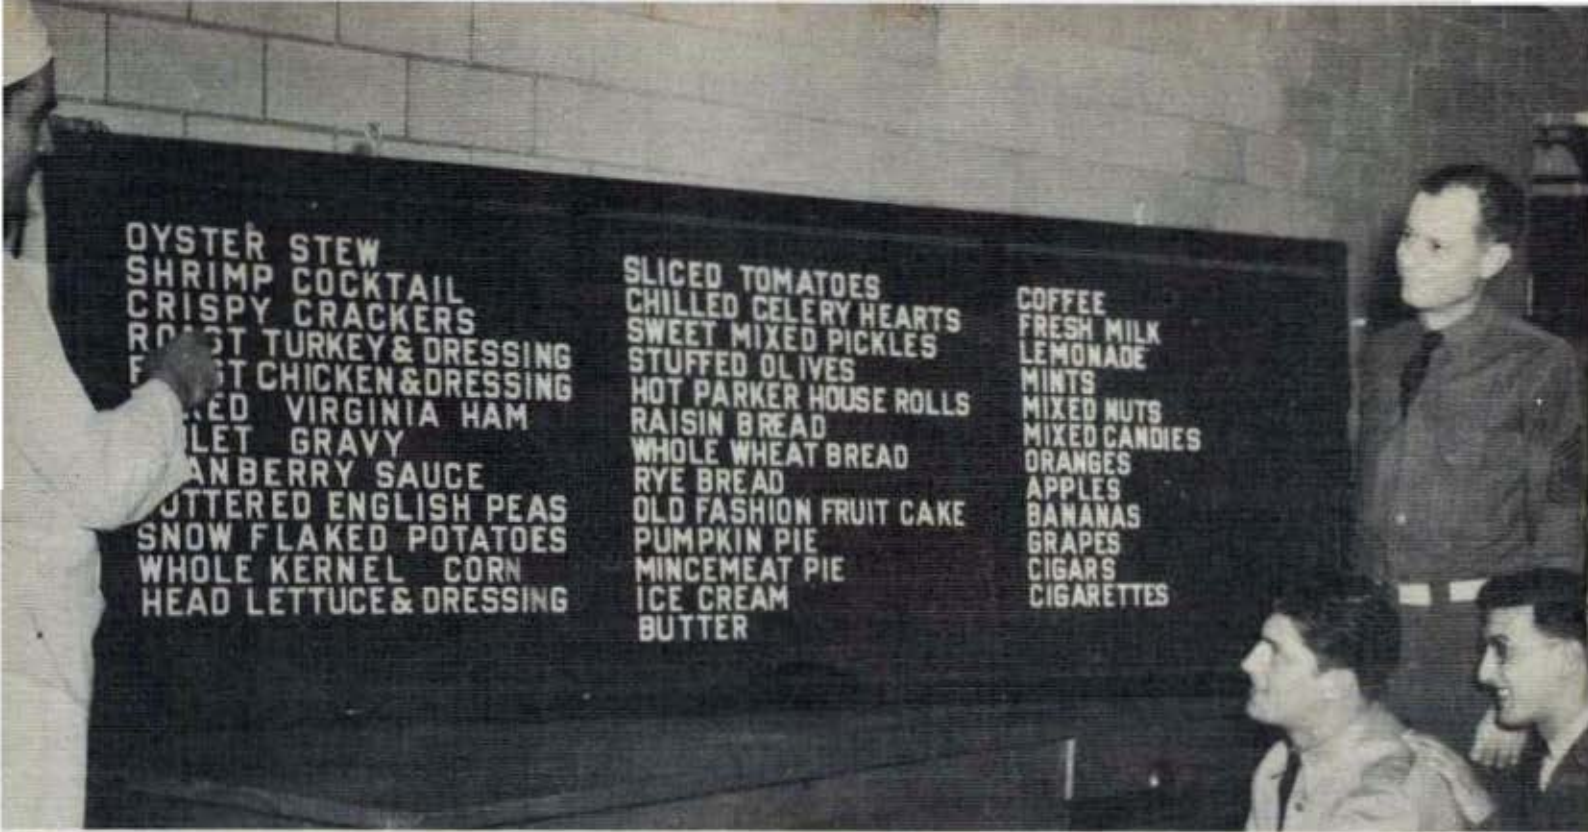 OYSTER STEW
SHRIMP COCKTAIL
CRISPY CRACKERS
ROAST TURKEY & DRESSING
CHICKEN & DRESSING
VIRGINIA HAM
GRAVY
CRANBERRY SAUCE
BUTTERED ENGLISH PEAS
SNOW FLAKED POTATOES
WHOLE KERNEL CORN
HEAD LETTUCE & DRESSING
SLICED TOMATOES
CHILLED CELERY HEARTS
SWEET MIXED PICKLES
STUFFED OLIVES
HOT PARKER HOUSE ROLLS
RAISIN BREAD
WHOLE WHEAT BREAD
RYE BREAD
OLD FASHION FRUIT CAKE
PUMPKIN PIE
MINCEMEAT PIE
ICE CREAM
BUTTER
COFFEE
FRESH MILK
LEMONADE
MINTS
MIXED NUTS
MIXED CANDIES
ORANGES
APPLES
BANANAS
GRAPES
CIGARS
CIGARETTES